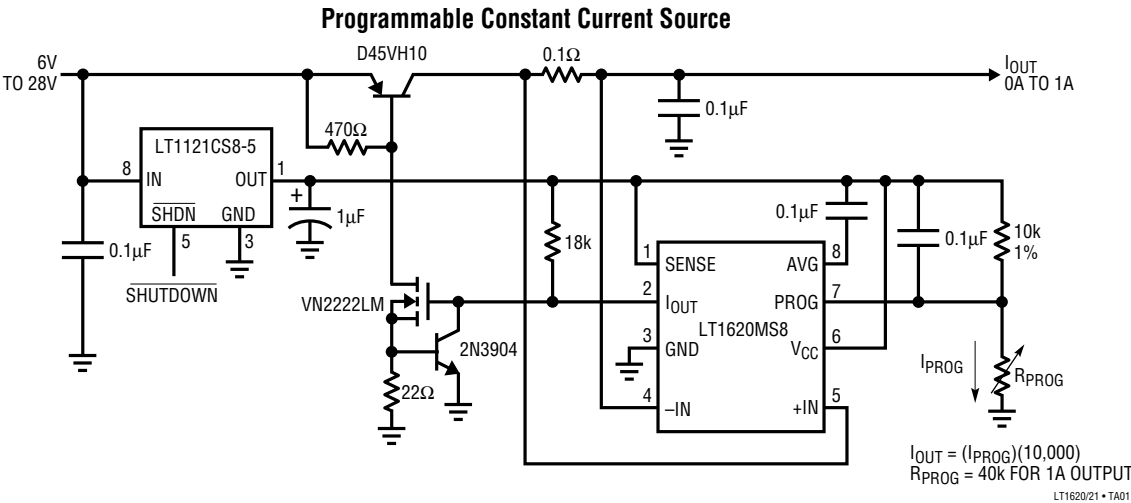 Programmable Constant Current Source
6V
TO 28V
D45VH10
0.1Ω
IOUT
0A TO 1A
0.1µF
470Ω
LT1121CS8-5
8
IN
OUT
1
SHDN
GND
5
3
+
1µF
0.1µF
SHUTDOWN
18k
0.1µF
0.1µF
10k
1%
VN2222LM
2N3904
22Ω
1
SENSE
AVG
8
2
IOUT
PROG
7
LT1620MS8
3
GND
VCC
6
4
–IN
+IN
5
IPROG
RPROG
IOUT = (IPROG)(10,000)
RPROG = 40k FOR 1A OUTPUT
LT1620/21 • TA01